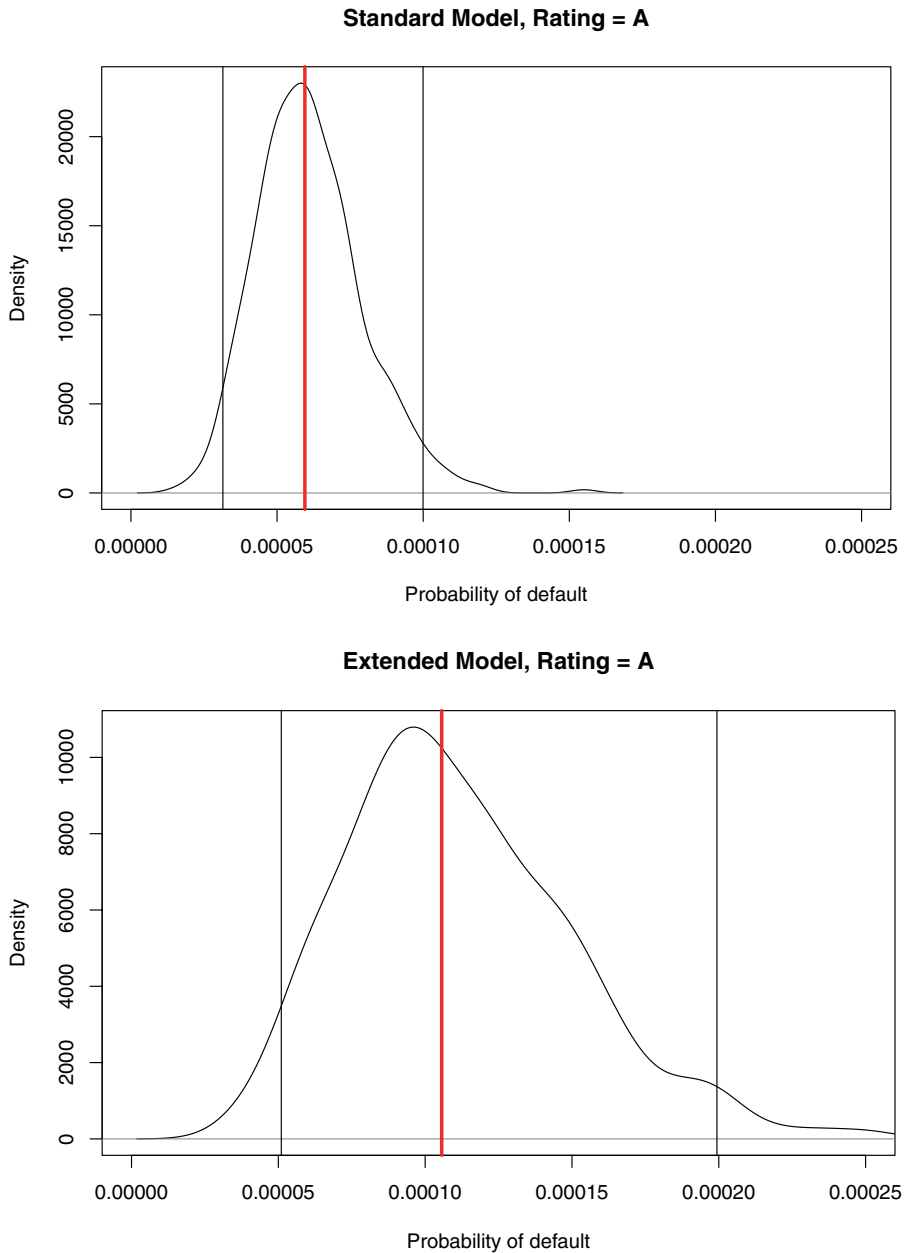 Standard Model, Rating = A
Density
20000
15000
10000
5000
0
0.00000 0.00005 0.00010 0.00015 0.00020 0.00025
Probability of default
Extended Model, Rating = A
Density
10000
8000
6000
4000
2000
0
0.00000 0.00005 0.00010 0.00015 0.00020 0.00025
Probability of default